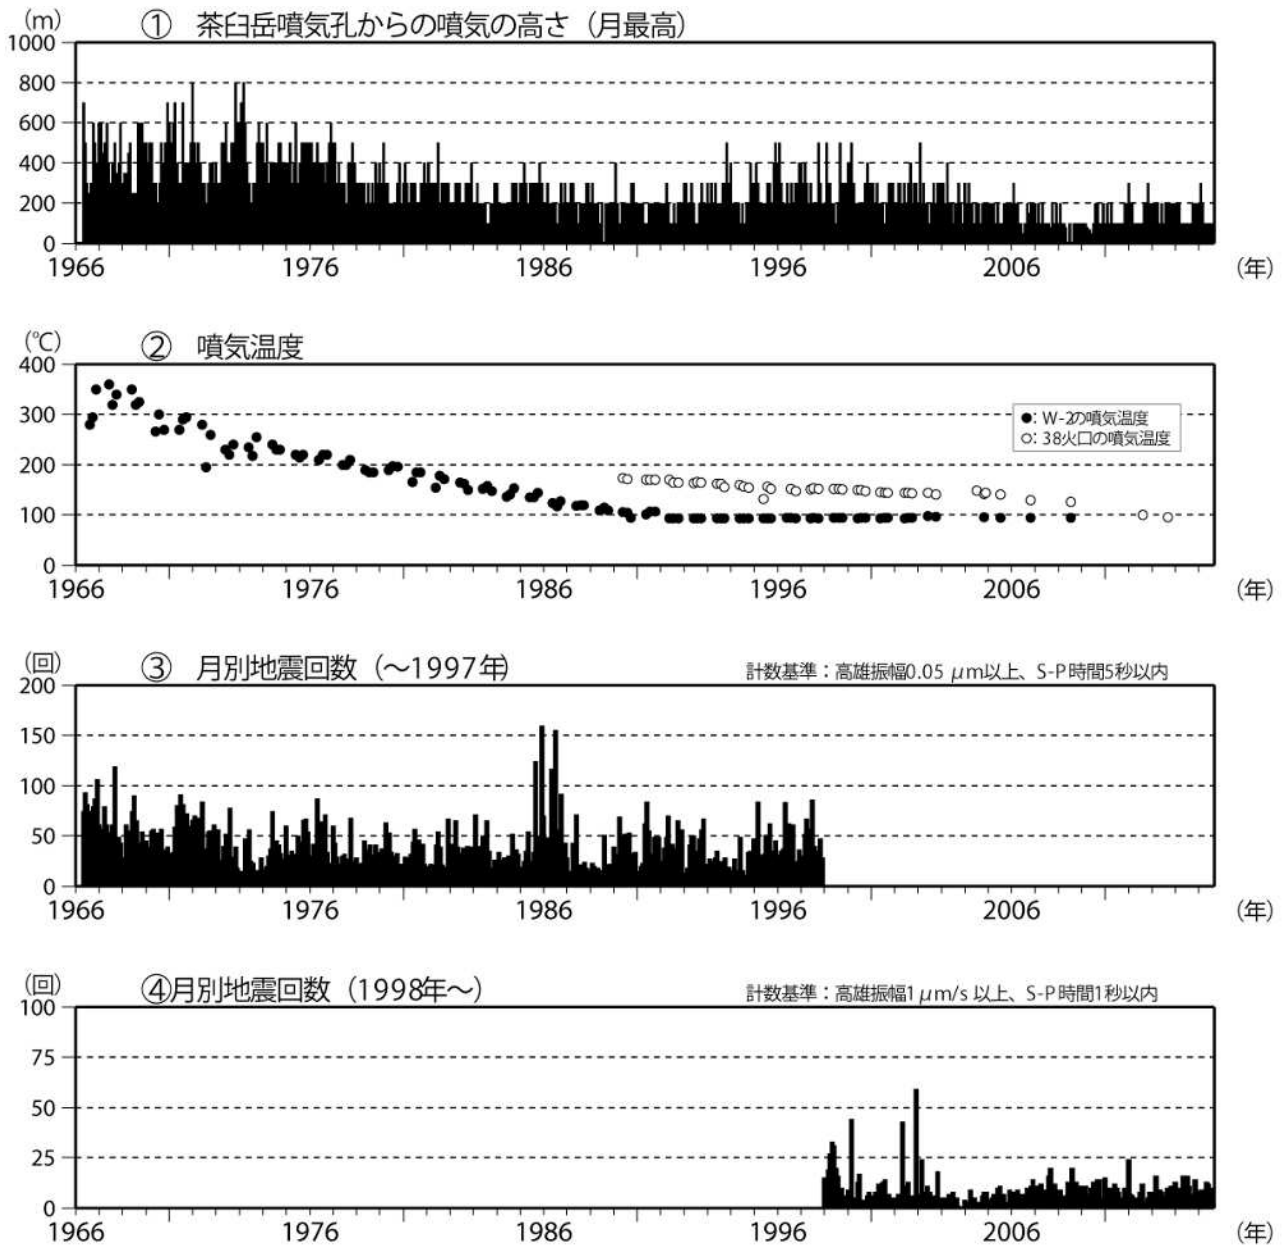 (m)
① 茶臼岳噴気孔からの噴気の高さ（月最高）
1000
800
600
400
200
0
1966 1976 1986 1996 2006 (年)
(℃)
② 噴気温度
400
300
200
100
0
●: W-2の噴気温度
○: 38火口の噴気温度
1966 1976 1986 1996 2006 (年)
(回)
③ 月別地震回数（～1997年）
計数基準：高雄振幅0.05 μm以上、S-P時間5秒以内
200
150
100
50
0
1966 1976 1986 1996 2006 (年)
(回)
④月別地震回数（1998年～）
計数基準：高雄振幅1μm/s 以上、S-P時間1秒以内
100
75
50
25
0
1966 1976 1986 1996 2006 (年)